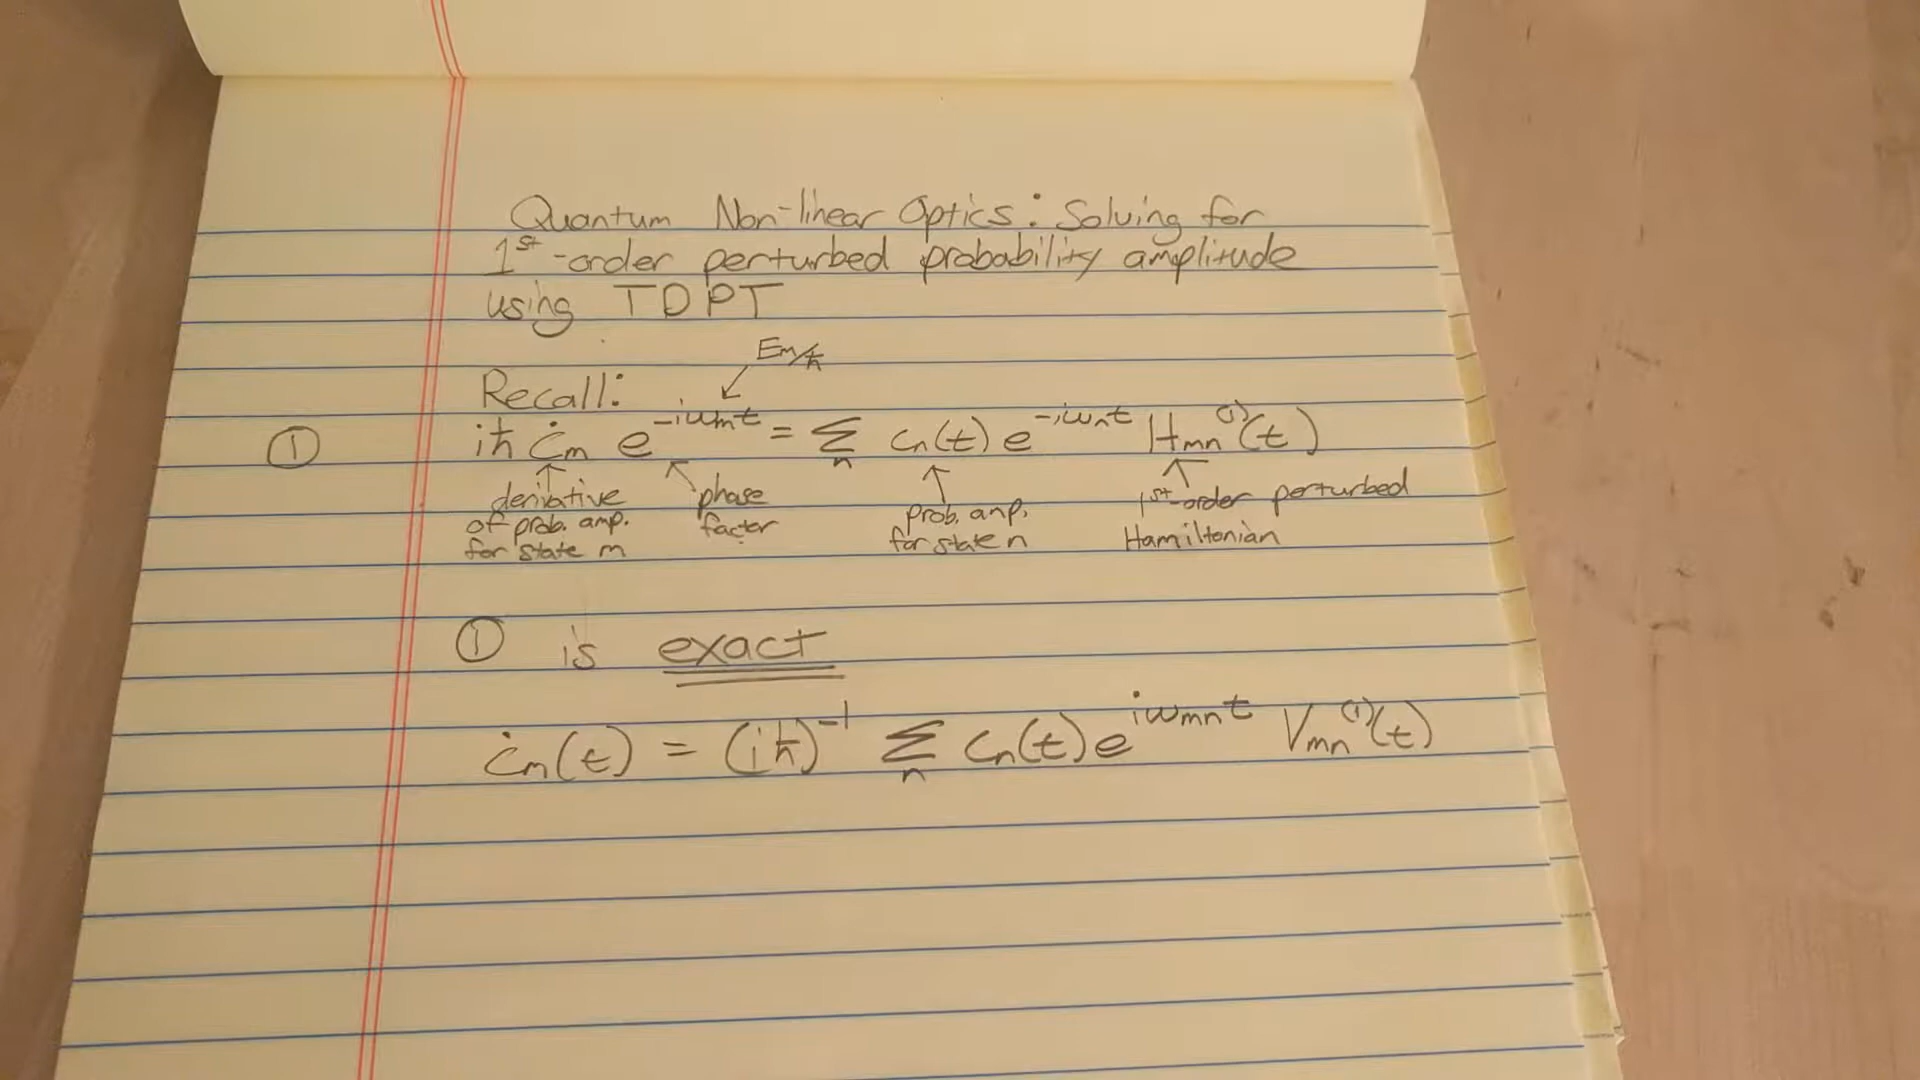 Quantum Non-linear Optics: Solving for
1st-order perturbed probability amplitude
using TDPT
Em/ħ
Recall:
① iħ ċm e^-iωmt = Σn cn(t) e^-iωnt Hmn^(1)(t)
derivative of prob. amp. for state m
phase factor
prob. amp. for state n
1st-order perturbed Hamiltonian
① is exact
ċm(t) = (iħ)^-1 Σn cn(t) e^iωmnt Vmn^(1)(t)